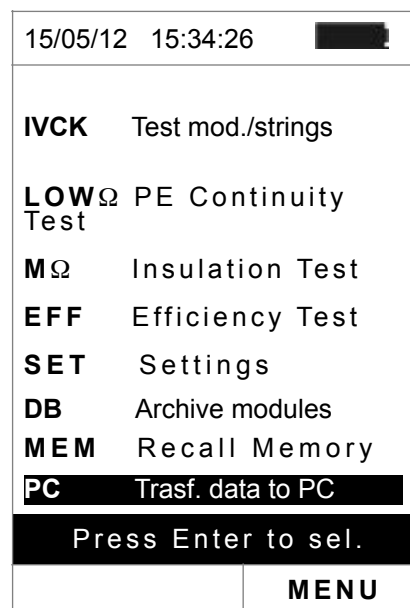 15/05/12 15:34:26
IVCK Test mod./strings
LOWΩ PE Continuity
Test
MΩ Insulation Test
EFF Efficiency Test
SET Settings
DB Archive modules
MEM Recall Memory
PC Trasf. data to PC
Press Enter to sel.
MENU